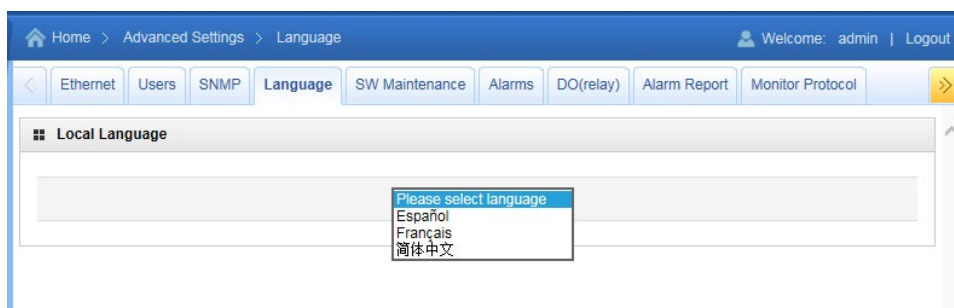 Home > Advanced Settings > Language Welcome: admin | Logout
Ethernet Users SNMP Language SW Maintenance Alarms DO(relay) Alarm Report Monitor Protocol
Local Language
Please select language
Español
Français
简体中文